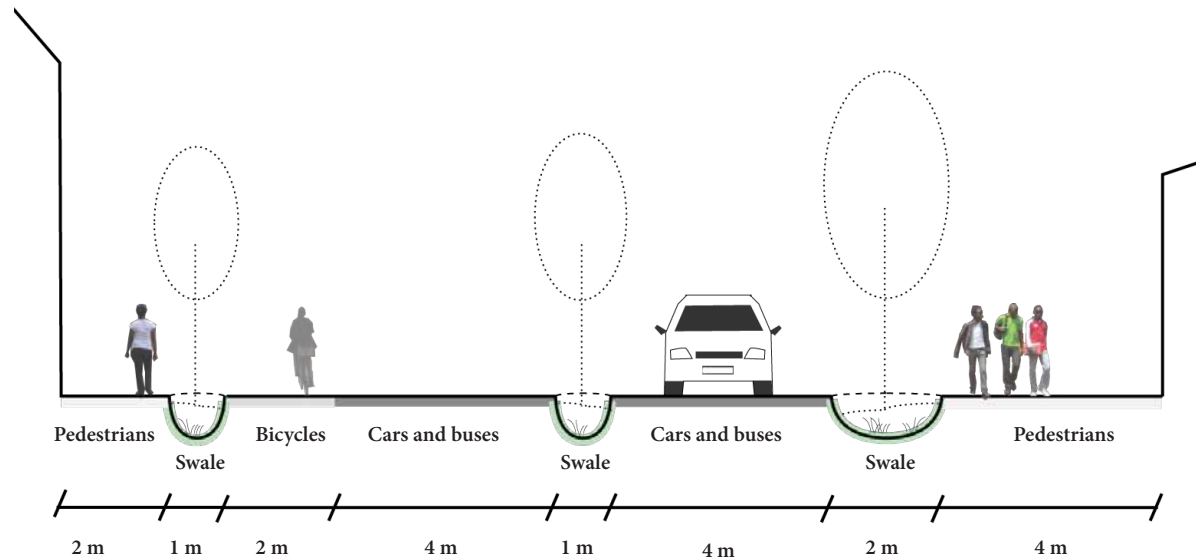 Pedestrians Bicycles Cars and buses Cars and buses Pedestrians
Swale Swale Swale
2 m 1 m 2 m 4 m 1 m 4 m 2 m 4 m